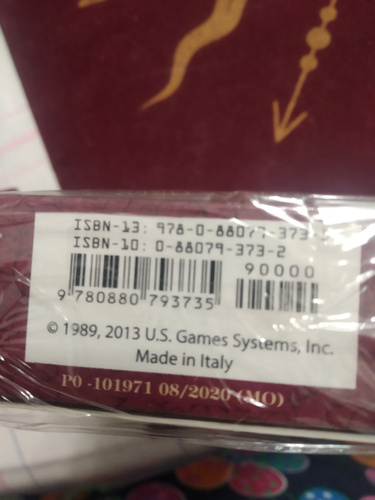 ISBN-13: 978-0-88079-373-5
ISBN-10: 0-88079-373-2
90000
9 780880 793735
© 1989, 2013 U.S. Games Systems, Inc.
Made in Italy
PO -101971 08/2020 (MO)